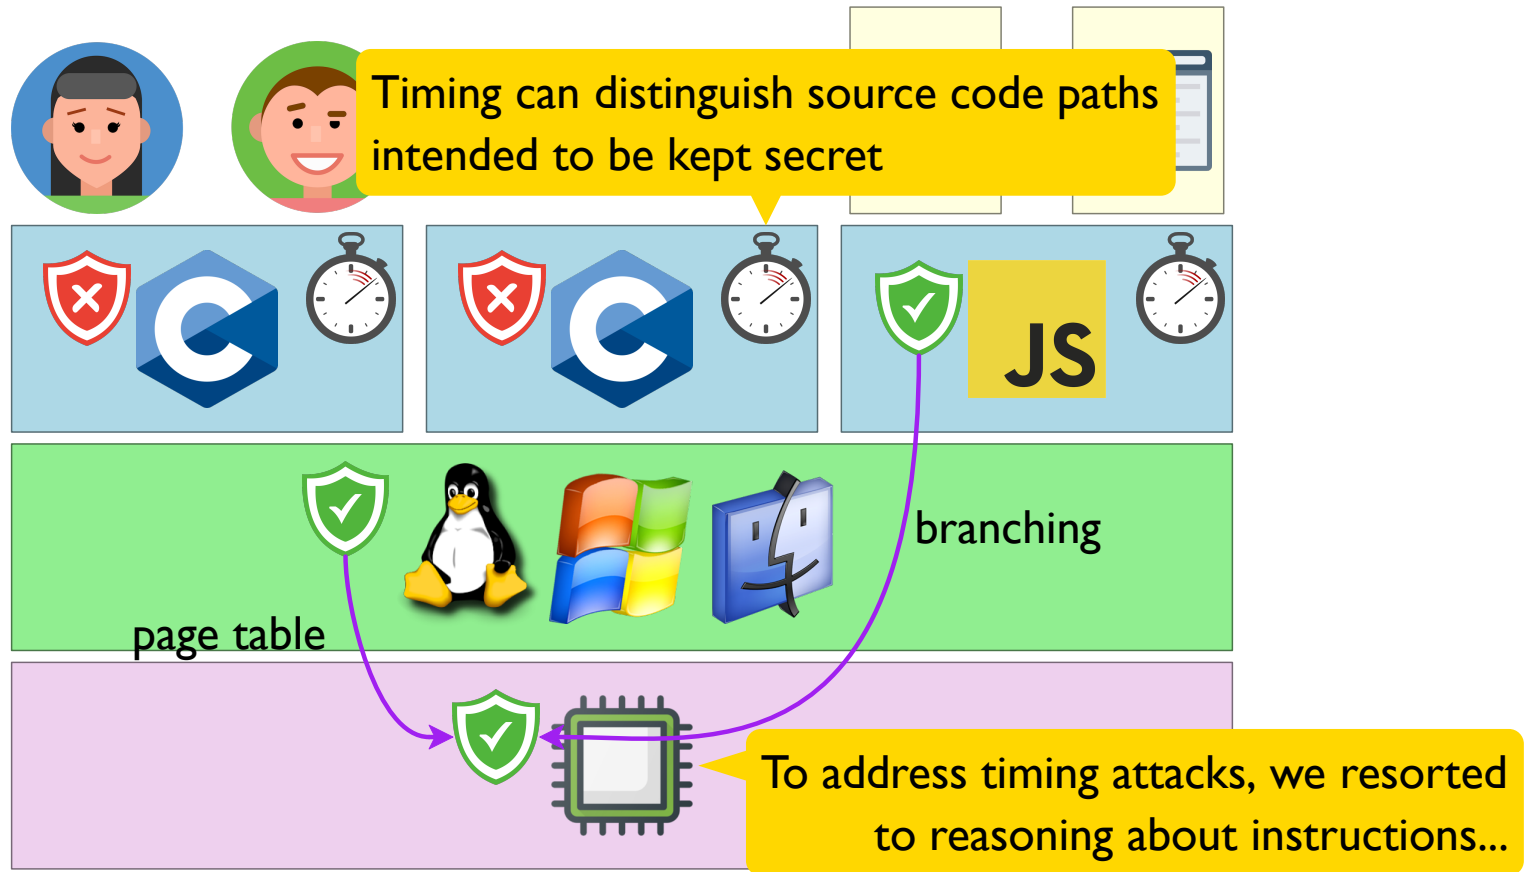 Timing can distinguish source code paths
intended to be kept secret
C
C
JS
branching
page table
To address timing attacks, we resorted
to reasoning about instructions...